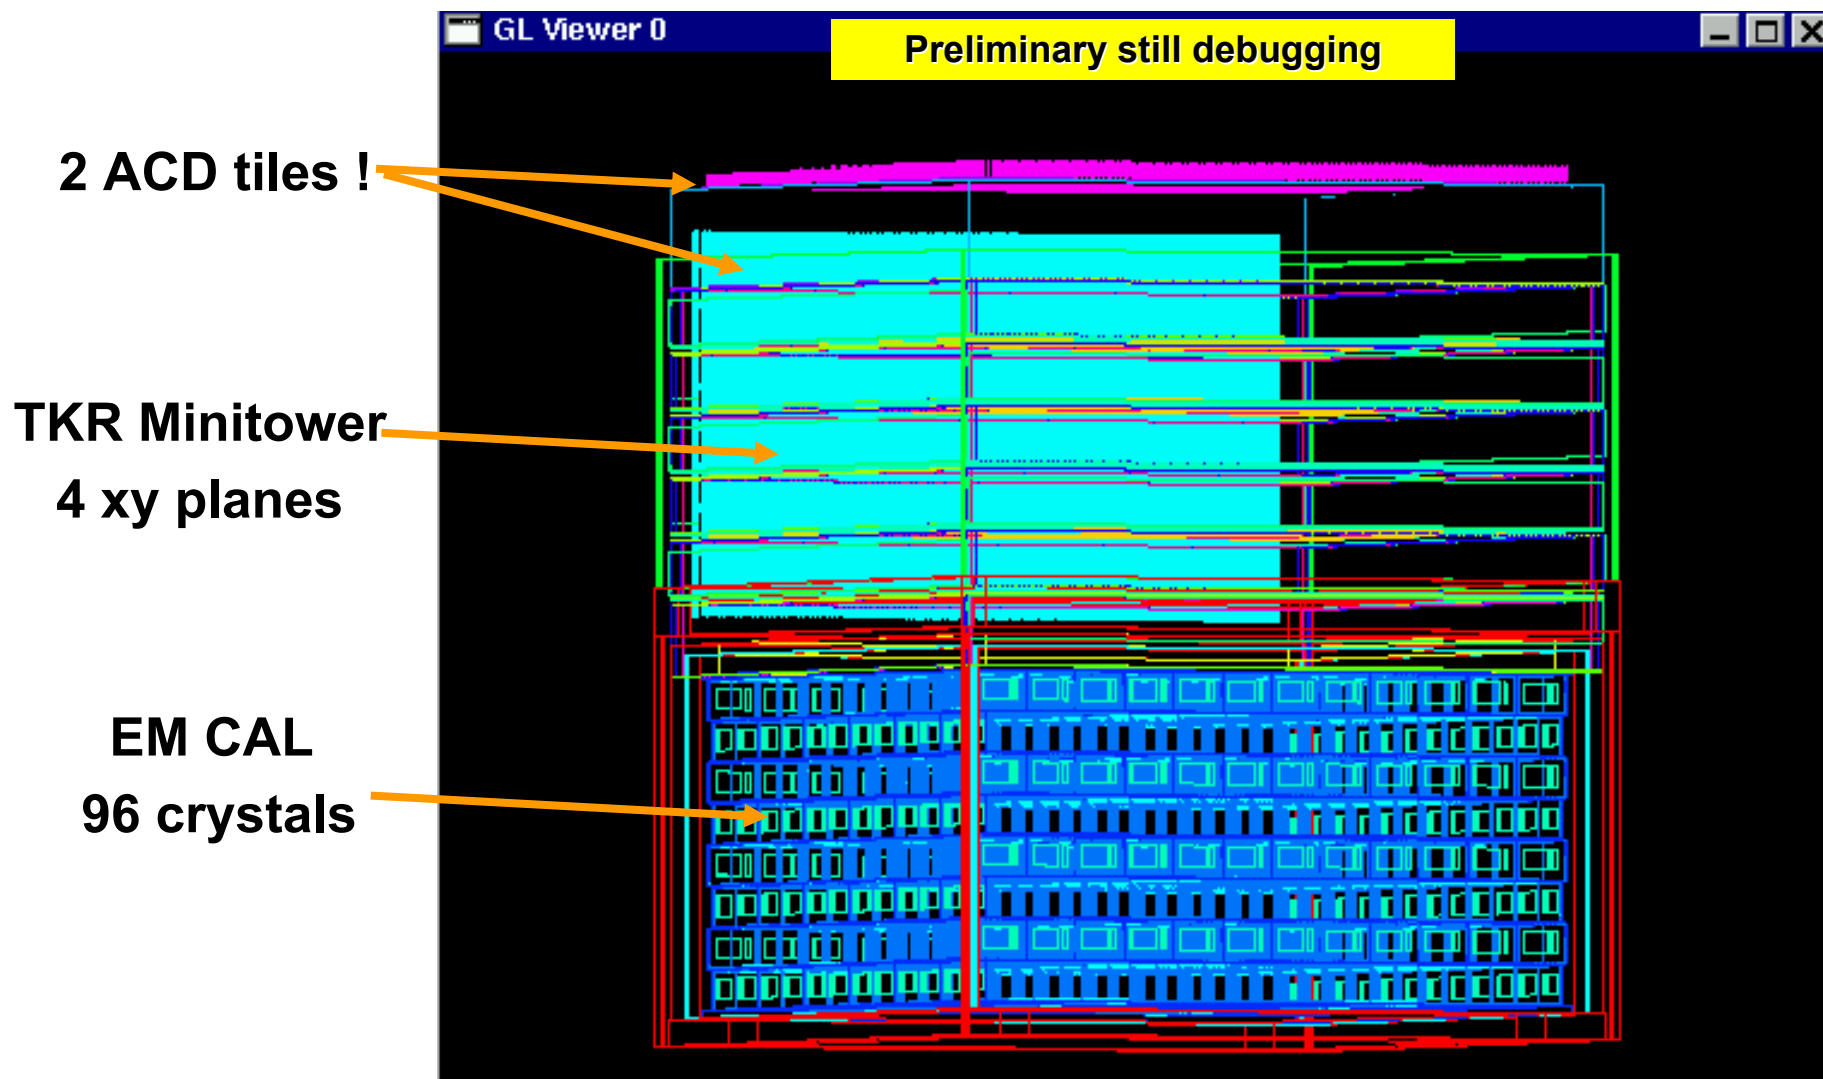 GL Viewer 0
Preliminary still debugging
2 ACD tiles !
TKR Minitower
4 xy planes
EM CAL
96 crystals